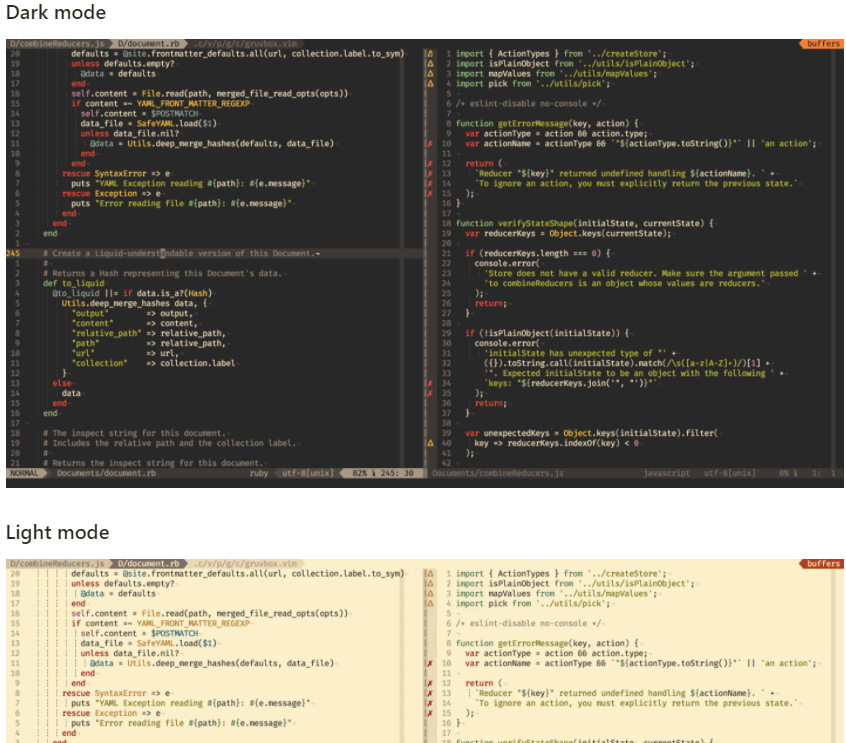 Dark mode
D/combineReducers.js D/document.rb .c/v/p/g/c/gruvbox.vim buffers
20 defaults = @site.frontmatter_defaults.all(url, collection.label.to_sym)
19 unless defaults.empty?
18 @data = defaults
17 end
16 self.content = File.read(path, merged_file_read_opts(opts))
15 if content =~ YAML_FRONT_MATTER_REGEXP
14 self.content = $POSTMATCH
13 data_file = SafeYAML.load($1)
12 unless data_file.nil?
11 @data = Utils.deep_merge_hashes(defaults, data_file)
10 end
9 end
8 rescue SyntaxError => e
7 puts "YAML Exception reading #{path}: #{e.message}"
6 rescue Exception => e
5 puts "Error reading file #{path}: #{e.message}"
4 end
3 end
2 end
1
245 # Create a Liquid-understandable version of this Document.
1 #
2 # Returns a Hash representing this Document's data.
3 def to_liquid
4 @to_liquid ||= if data.is_a?(Hash)
5 Utils.deep_merge_hashes data, {
6 "output" => output,
7 "content" => content,
8 "relative_path" => relative_path,
9 "path" => relative_path,
10 "url" => url,
11 "collection" => collection.label
12 }
13 else
14 data
15 end
16 end
17
18 # The inspect string for this document.
19 # Includes the relative path and the collection label.
20 #
21 # Returns the inspect string for this document.
NORMAL Documents/document.rb ruby utf-8[unix] 82% 245: 30
1 import { ActionTypes } from '../createStore';
2 import isPlainObject from '../utils/isPlainObject';
3 import mapValues from '../utils/mapValues';
4 import pick from '../utils/pick';
5
6 /* eslint-disable no-console */
7
8 function getErrorMessage(key, action) {
9 var actionType = action && action.type;
10 var actionName = actionType && `"${actionType.toString()}"` || 'an action';
11
12 return (
13 `Reducer "${key}" returned undefined handling ${actionName}. ` +
14 `To ignore an action, you must explicitly return the previous state.`
15 );
16 }
17
18 function verifyStateShape(initialState, currentState) {
19 var reducerKeys = Object.keys(currentState);
20
21 if (reducerKeys.length === 0) {
22 console.error(
23 'Store does not have a valid reducer. Make sure the argument passed ' +
24 'to combineReducers is an object whose values are reducers.'
25 );
26 return;
27 }
28
29 if (!isPlainObject(initialState)) {
30 console.error(
31 'initialState has unexpected type of "' +
32 ({}).toString.call(initialState).match(/\s([a-z|A-Z]+)/)[1] +
33 '". Expected initialState to be an object with the following ' +
34 `keys: "${reducerKeys.join('", "')}"`
35 );
36 return;
37 }
38
39 var unexpectedKeys = Object.keys(initialState).filter(
40 key => reducerKeys.indexOf(key) < 0
41 );
42
Documents/combineReducers.js javascript utf-8[unix] 0% 1: 1
Light mode
D/combineReducers.js D/document.rb .c/v/p/g/c/gruvbox.vim buffers
20 defaults = @site.frontmatter_defaults.all(url, collection.label.to_sym)
19 unless defaults.empty?
18 @data = defaults
17 end
16 self.content = File.read(path, merged_file_read_opts(opts))
15 if content =~ YAML_FRONT_MATTER_REGEXP
14 self.content = $POSTMATCH
13 data_file = SafeYAML.load($1)
12 unless data_file.nil?
11 @data = Utils.deep_merge_hashes(defaults, data_file)
10 end
9 end
8 rescue SyntaxError => e
7 puts "YAML Exception reading #{path}: #{e.message}"
6 rescue Exception => e
5 puts "Error reading file #{path}: #{e.message}"
4 end
3 end
1 import { ActionTypes } from '../createStore';
2 import isPlainObject from '../utils/isPlainObject';
3 import mapValues from '../utils/mapValues';
4 import pick from '../utils/pick';
5
6 /* eslint-disable no-console */
7
8 function getErrorMessage(key, action) {
9 var actionType = action && action.type;
10 var actionName = actionType && `"${actionType.toString()}"` || 'an action';
11
12 return (
13 `Reducer "${key}" returned undefined handling ${actionName}. ` +
14 `To ignore an action, you must explicitly return the previous state.`
15 );
16 }
17
18 function verifyStateShape(initialState, currentState) {